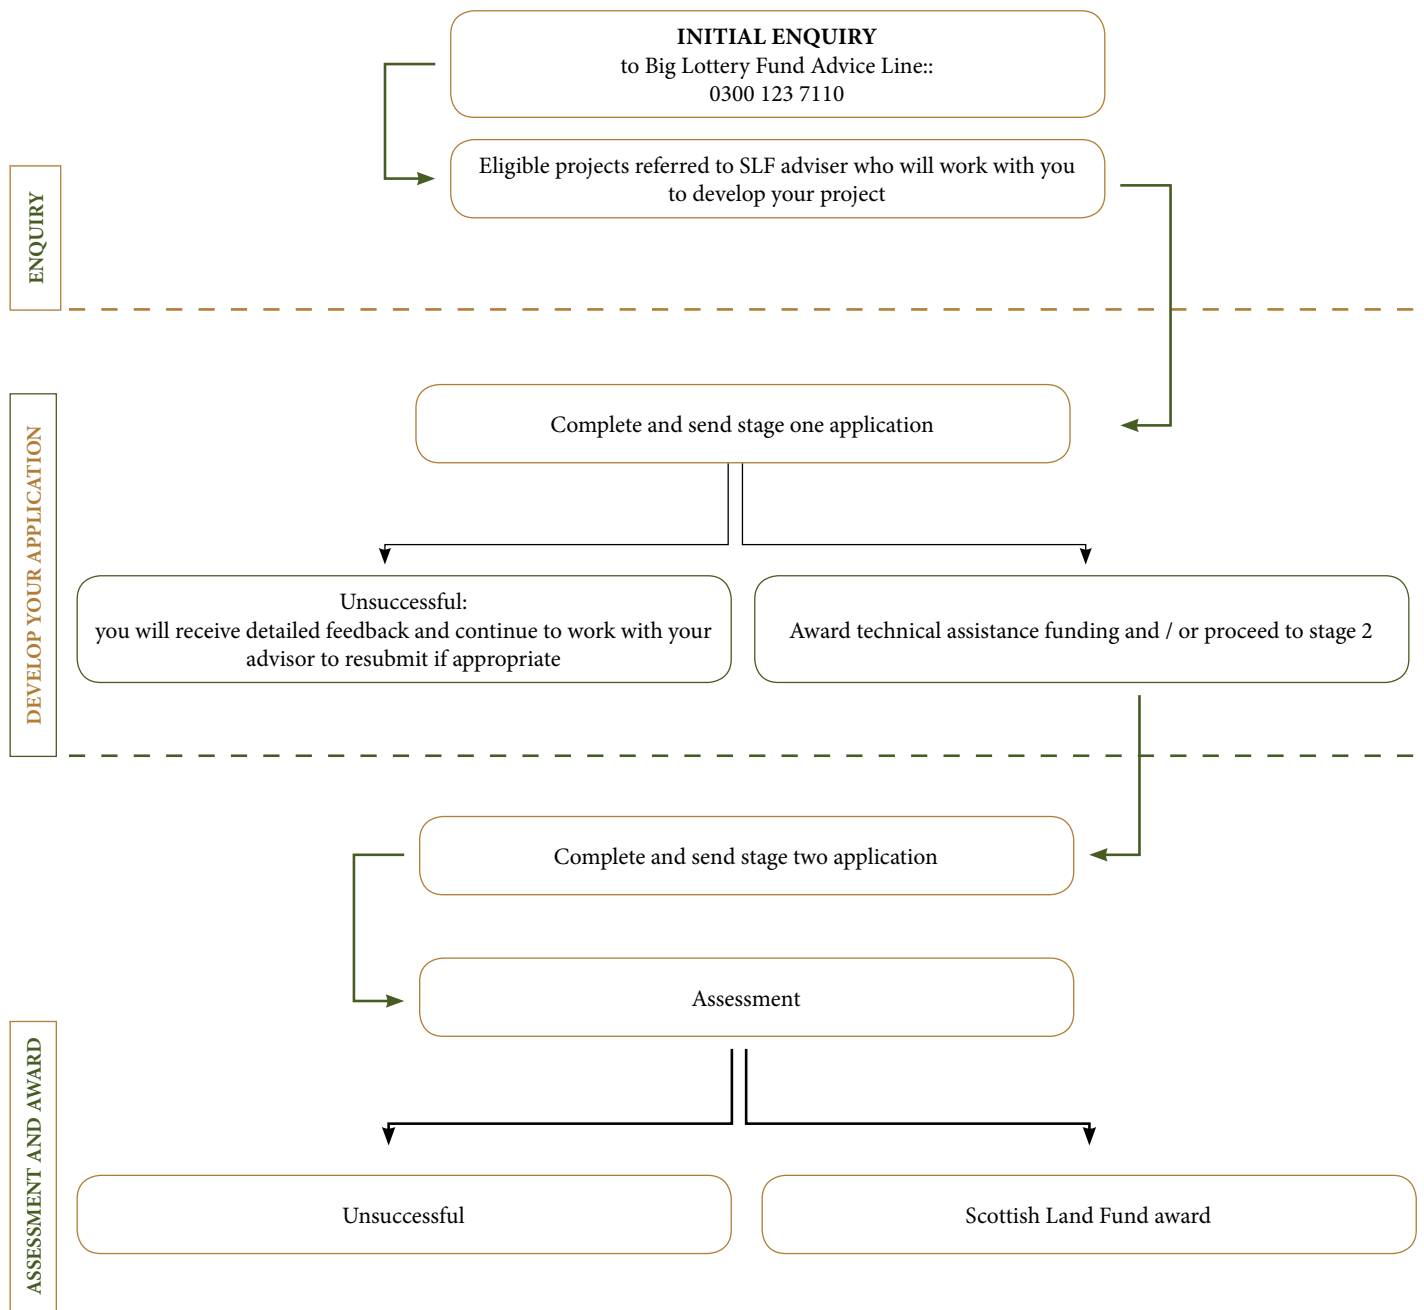 INITIAL ENQUIRY
to Big Lottery Fund Advice Line::
0300 123 7110
Eligible projects referred to SLF adviser who will work with you
to develop your project
ENQUIRY
Complete and send stage one application
Unsuccessful:
you will receive detailed feedback and continue to work with your
advisor to resubmit if appropriate
Award technical assistance funding and / or proceed to stage 2
DEVELOP YOUR APPLICATION
Complete and send stage two application
Assessment
Unsuccessful
Scottish Land Fund award
ASSESSMENT AND AWARD